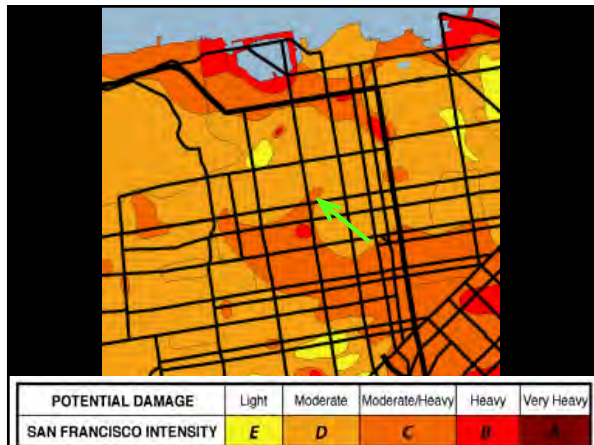 POTENTIAL DAMAGE Light Moderate Moderate/Heavy Heavy Very Heavy
SAN FRANCISCO INTENSITY E D C B A